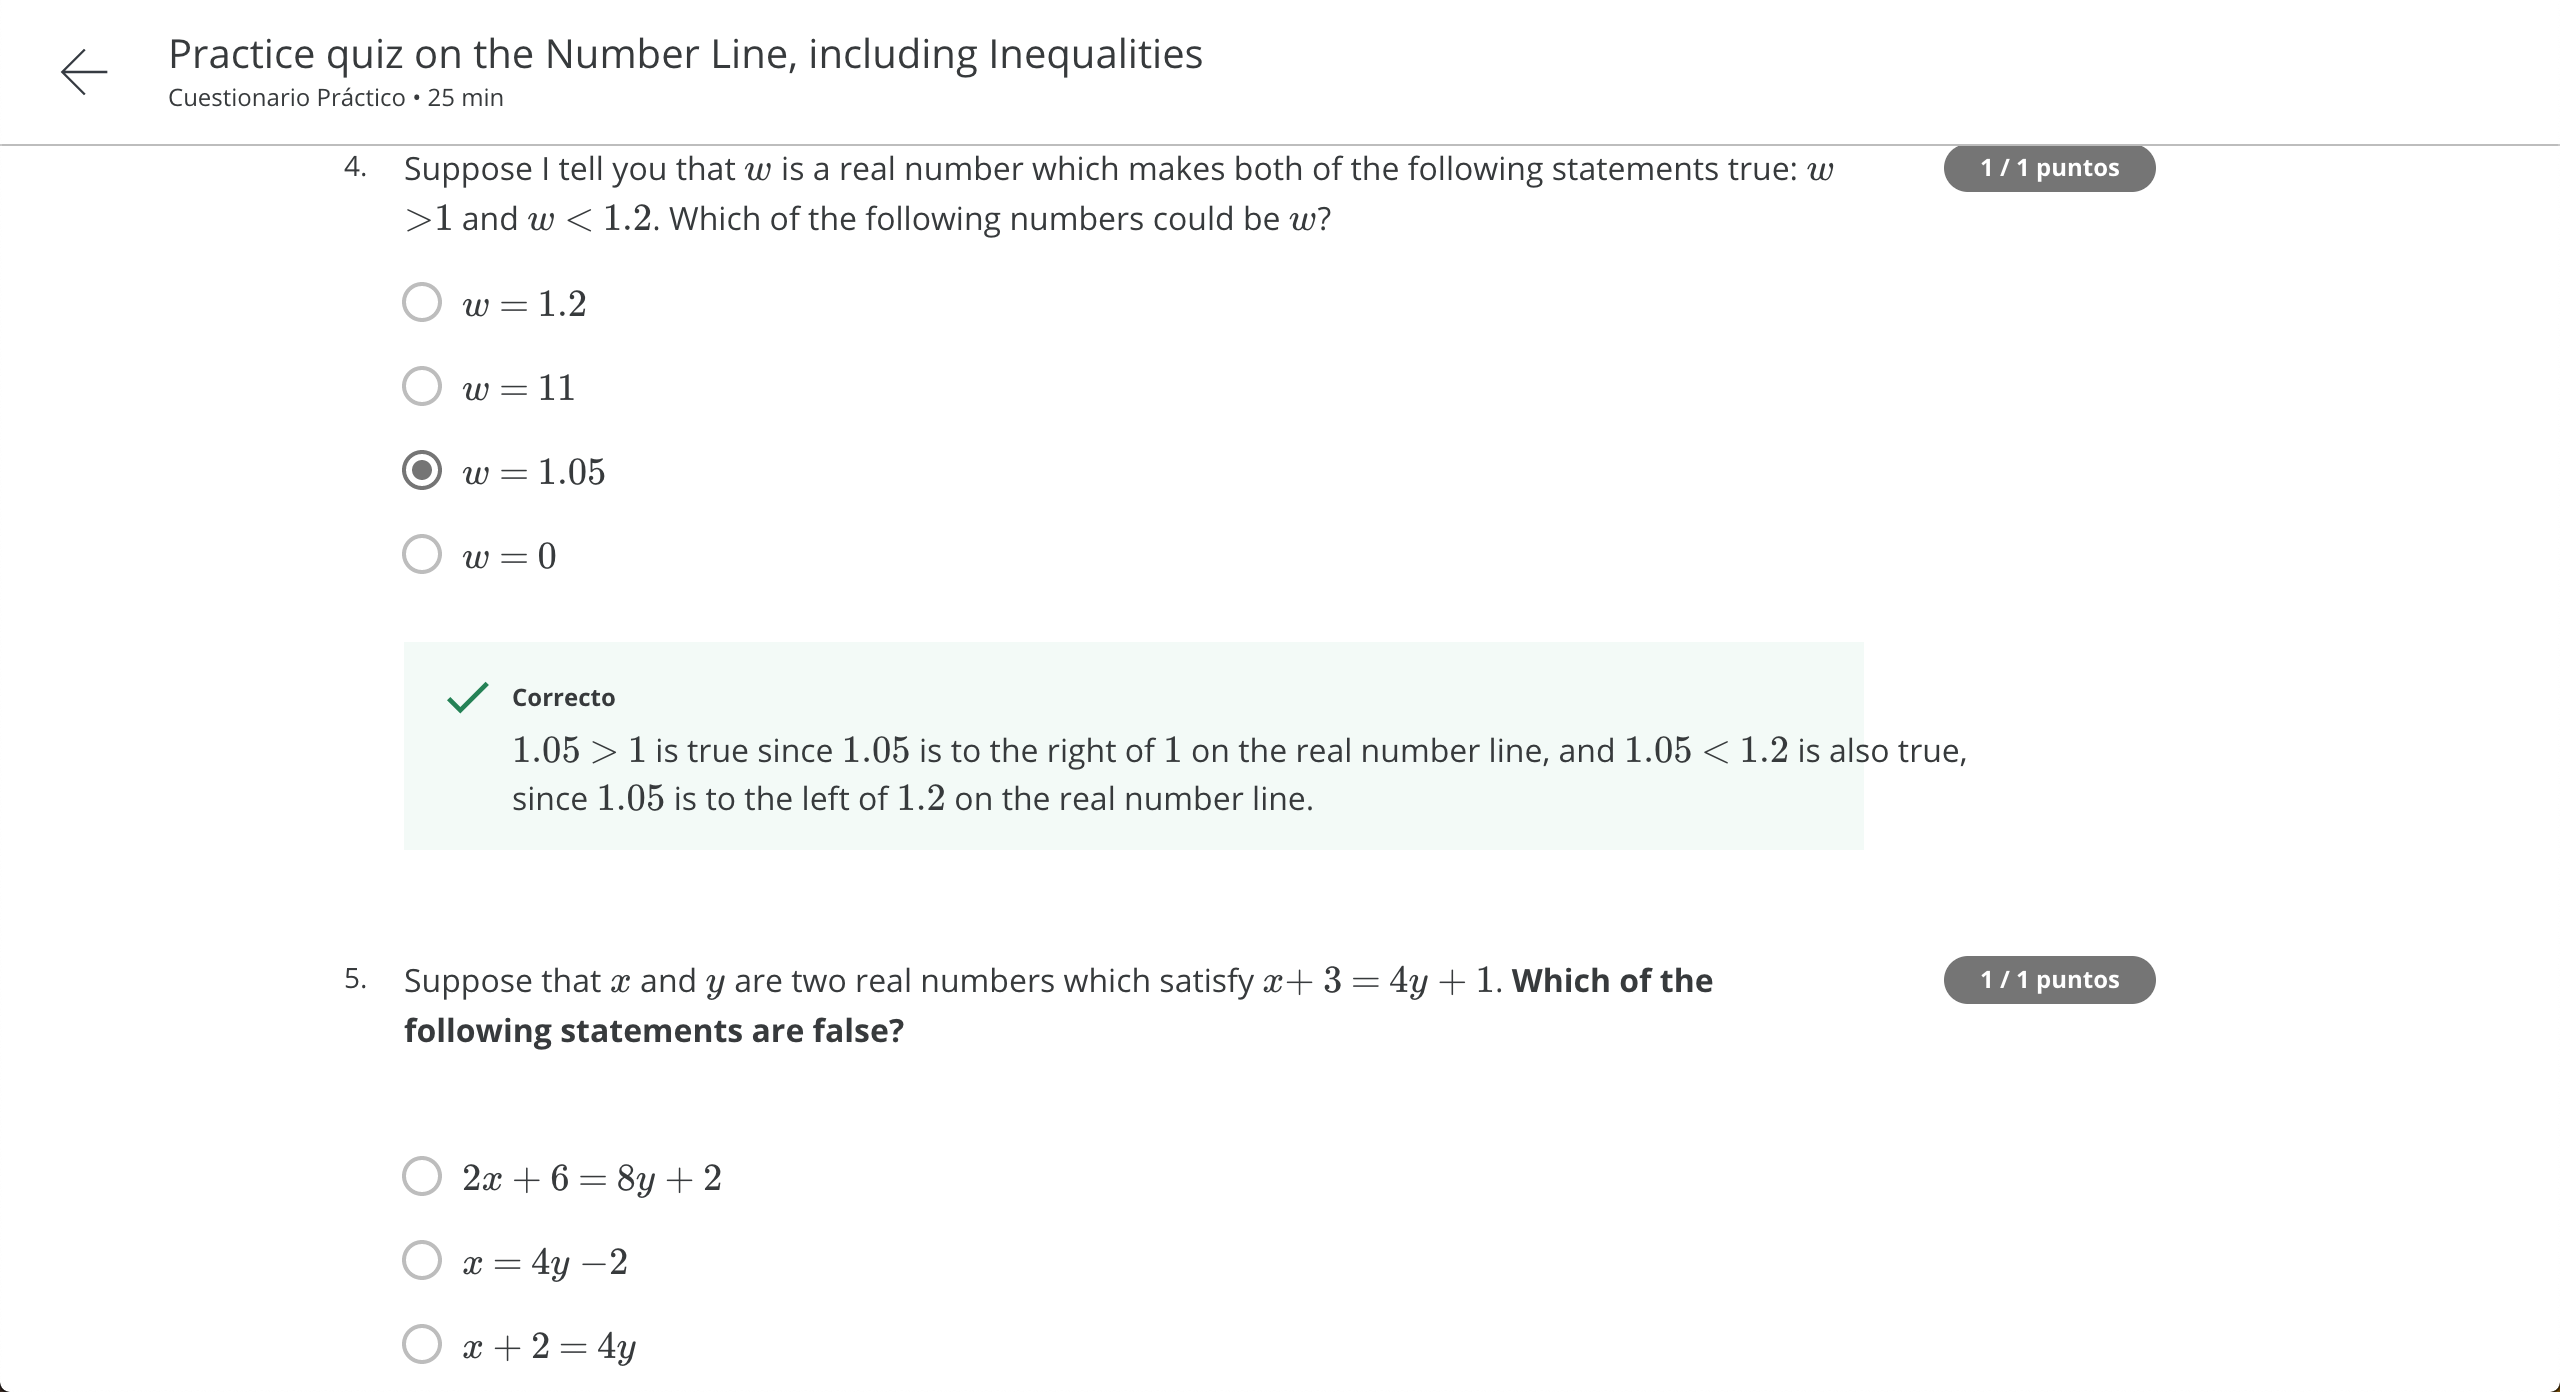 Practice quiz on the Number Line, including Inequalities
Cuestionario Práctico • 25 min
4. Suppose I tell you that w is a real number which makes both of the following statements true: w
>1 and w < 1.2. Which of the following numbers could be w?
1 / 1 puntos
w = 1.2
w = 11
w = 1.05
w = 0
Correcto
1.05 > 1 is true since 1.05 is to the right of 1 on the real number line, and 1.05 < 1.2 is also true,
since 1.05 is to the left of 1.2 on the real number line.
5. Suppose that x and y are two real numbers which satisfy x+ 3 = 4y + 1. Which of the
following statements are false?
1 / 1 puntos
2x + 6 = 8y + 2
x = 4y −2
x + 2 = 4y